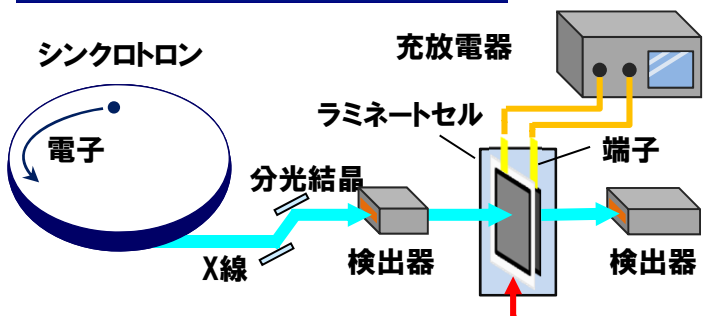 シンクロトロン
充放電器
ラミネートセル
電子
端子
分光結晶
X線
検出器
検出器